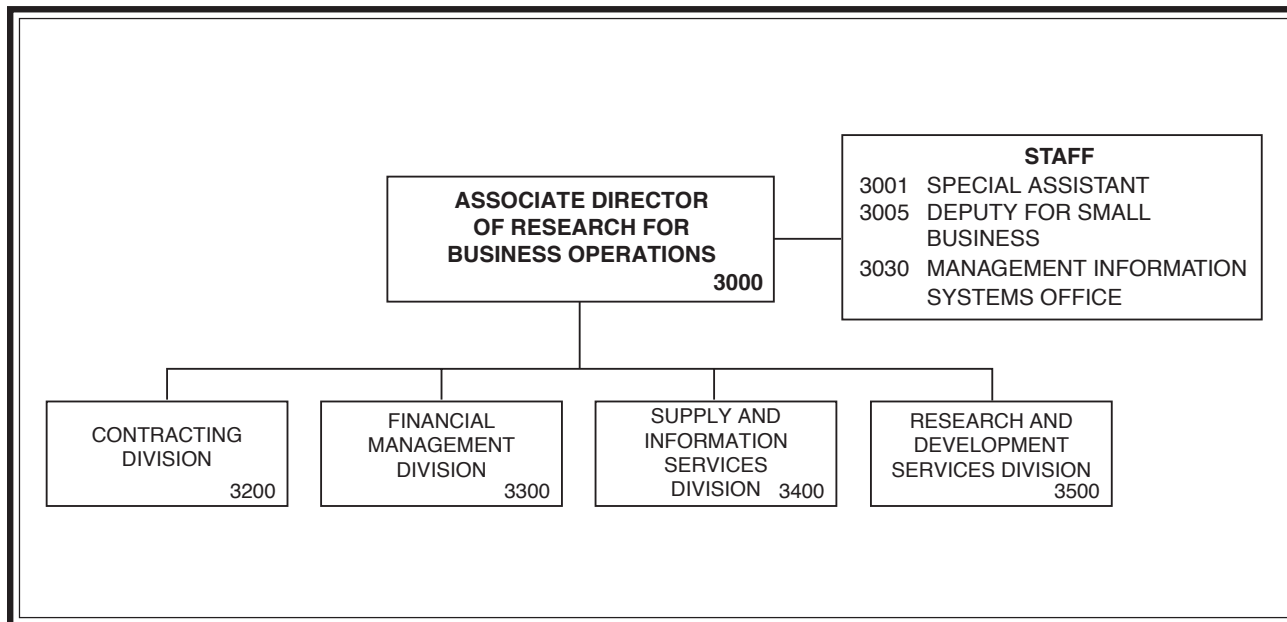 STAFF
3001 SPECIAL ASSISTANT
3005 DEPUTY FOR SMALL
BUSINESS
3030 MANAGEMENT INFORMATION
SYSTEMS OFFICE
ASSOCIATE DIRECTOR
OF RESEARCH FOR
BUSINESS OPERATIONS
3000
CONTRACTING
DIVISION
3200
FINANCIAL
MANAGEMENT
DIVISION
3300
SUPPLY AND
INFORMATION
SERVICES
DIVISION 3400
RESEARCH AND
DEVELOPMENT
SERVICES DIVISION
3500